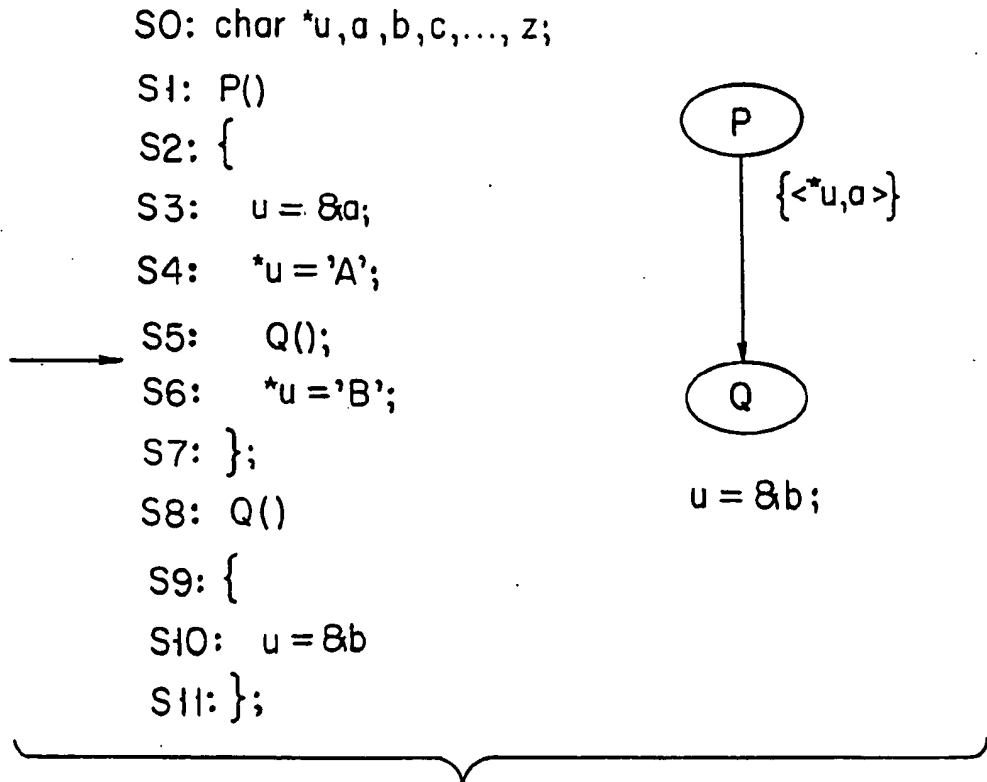 S0: char *u,a,b,c,..., z;
S1: P()
S2: {
S3: u = &a;
S4: *u = 'A';
S5: Q();
S6: *u = 'B';
S7: };
S8: Q()
S9: {
S10: u = &b
S11: };
P
{<*u,a>}
Q
u = &b;